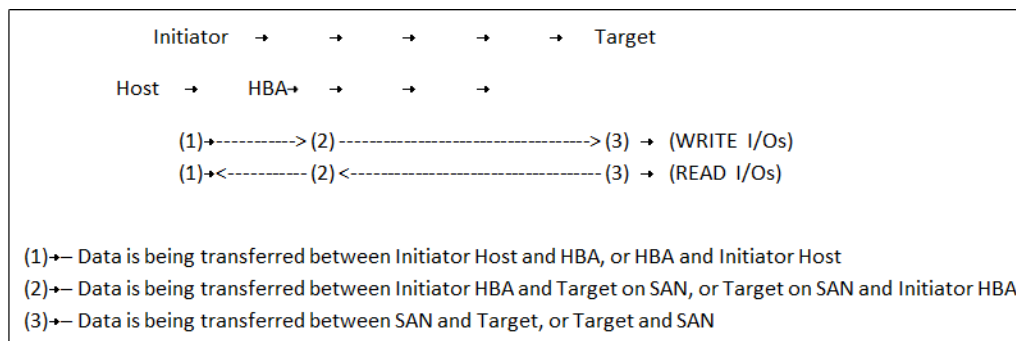 Initiator → → → → → Target
Host → HBA→ → → →
(1)→-----------> (2) -----------------------------------> (3) → (WRITE I/Os)
(1)→<----------- (2) <----------------------------------- (3) → (READ I/Os)
(1)→– Data is being transferred between Initiator Host and HBA, or HBA and Initiator Host
(2)→– Data is being transferred between Initiator HBA and Target on SAN, or Target on SAN and Initiator HBA
(3)→– Data is being transferred between SAN and Target, or Target and SAN